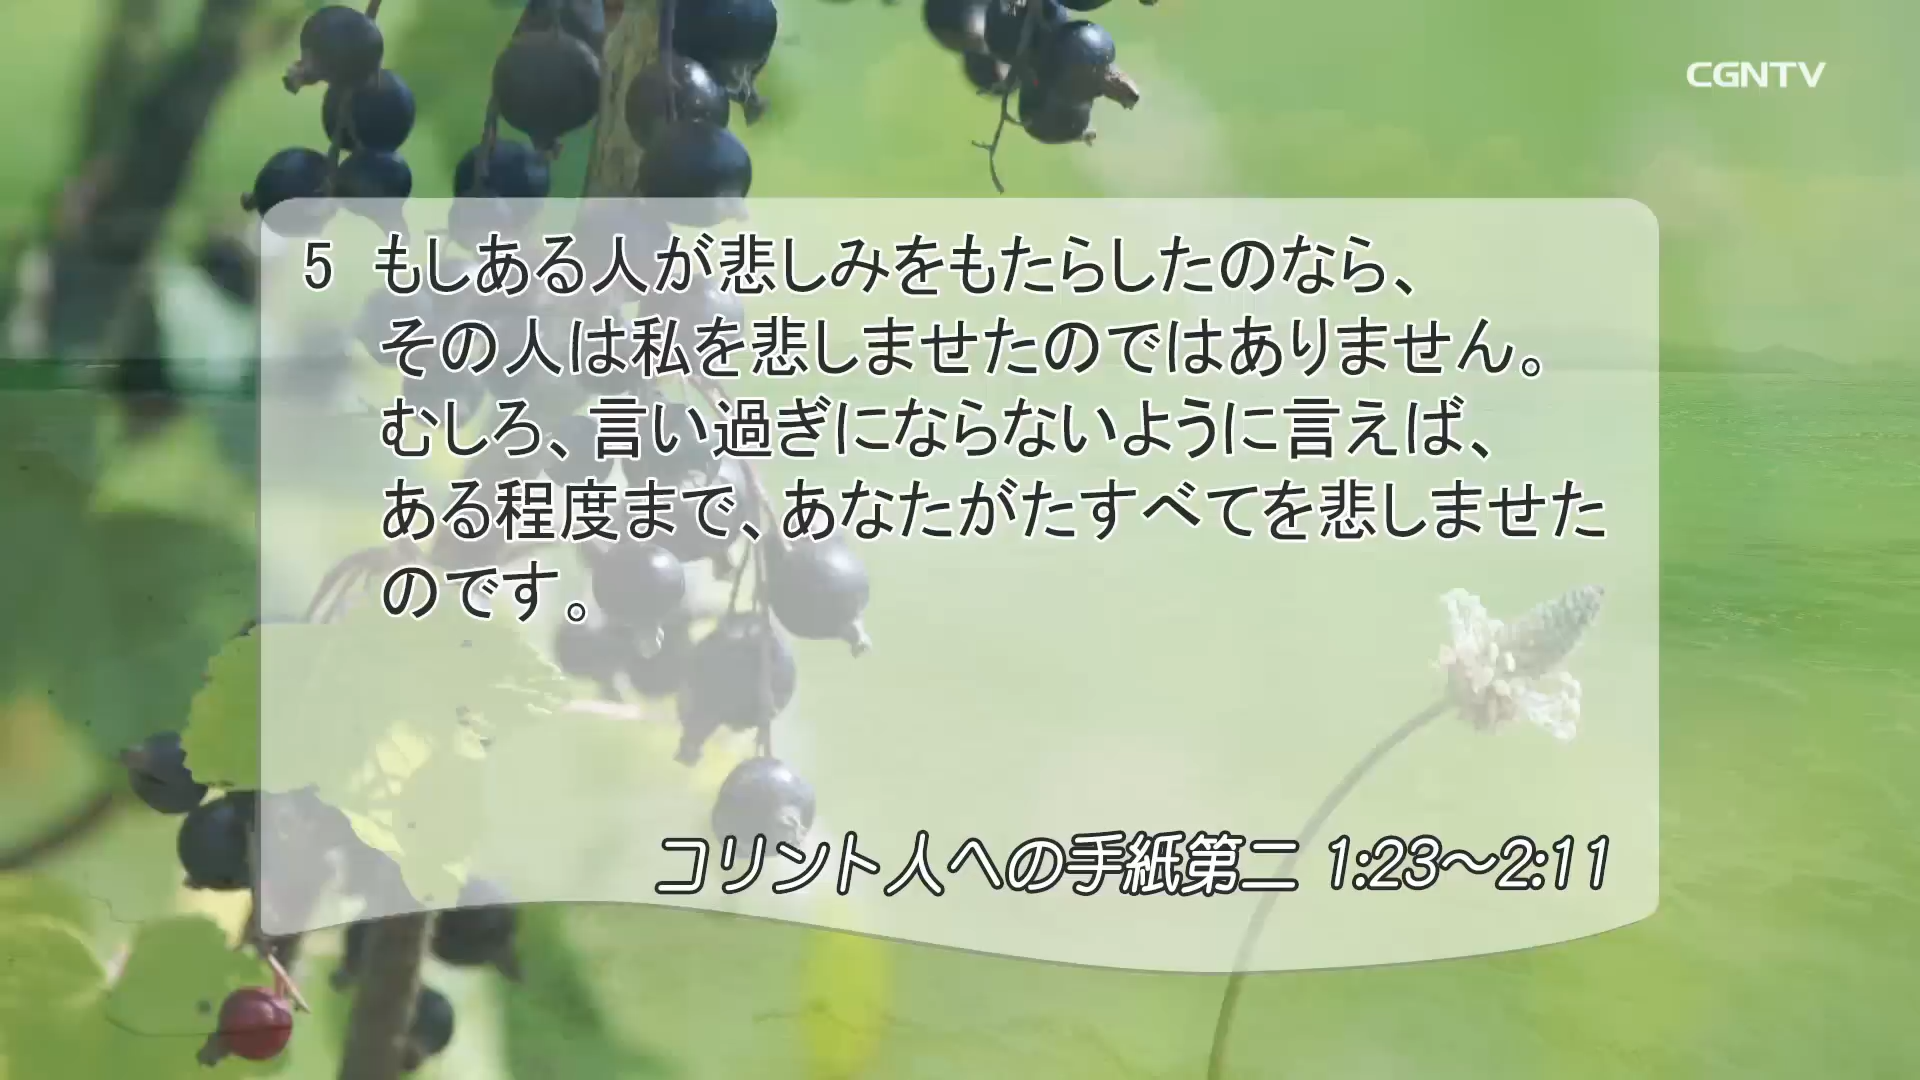 CGNTV
5 もしある人が悲しみをもたらしたのなら、
その人は私を悲しませたのではありません。
むしろ、言い過ぎにならないように言えば、
ある程度まで、あなたがたすべてを悲しませた
のです。
コリント人への手紙第二 1:23～2:11